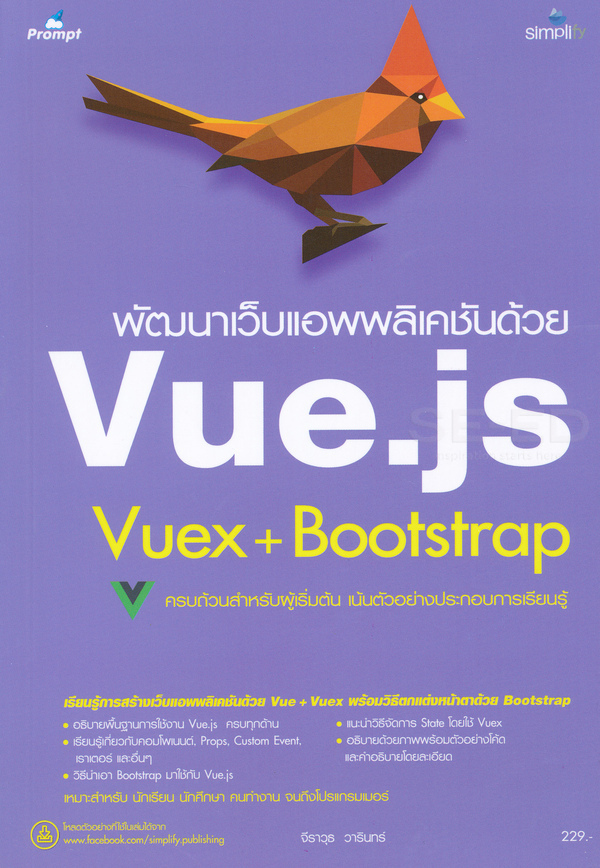 Prompt
simplify
พัฒนาเว็บแอพพลิเคชันด้วย
Vue.js
SE-ED
Vuex + Bootstrap
ครบถ้วนสำหรับผู้เริ่มต้น เน้นตัวอย่างประกอบการเรียนรู้
เรียนรู้การสร้างเว็บแอพพลิเคชันด้วย Vue + Vuex พร้อมวิธีตกแต่งหน้าตาด้วย Bootstrap
• อธิบายพื้นฐานการใช้งาน Vue.js ครบทุกด้าน
• เรียนรู้เกี่ยวกับคอมโพเนนต์, Props, Custom Event,
เราเตอร์ และอื่นๆ
• วิธีนำเอา Bootstrap มาใช้กับ Vue.js
• แนะนำวิธีจัดการ State โดยใช้ Vuex
• อธิบายด้วยภาพพร้อมตัวอย่างโค้ด
และคำอธิบายโดยละเอียด
เหมาะสำหรับ นักเรียน นักศึกษา คนทำงาน จนถึงโปรแกรมเมอร์
โหลดตัวอย่างที่ใช้ในเล่มได้จาก
www.facebook.com/simplify.publishing
จีราวุธ วารินทร์
229.-